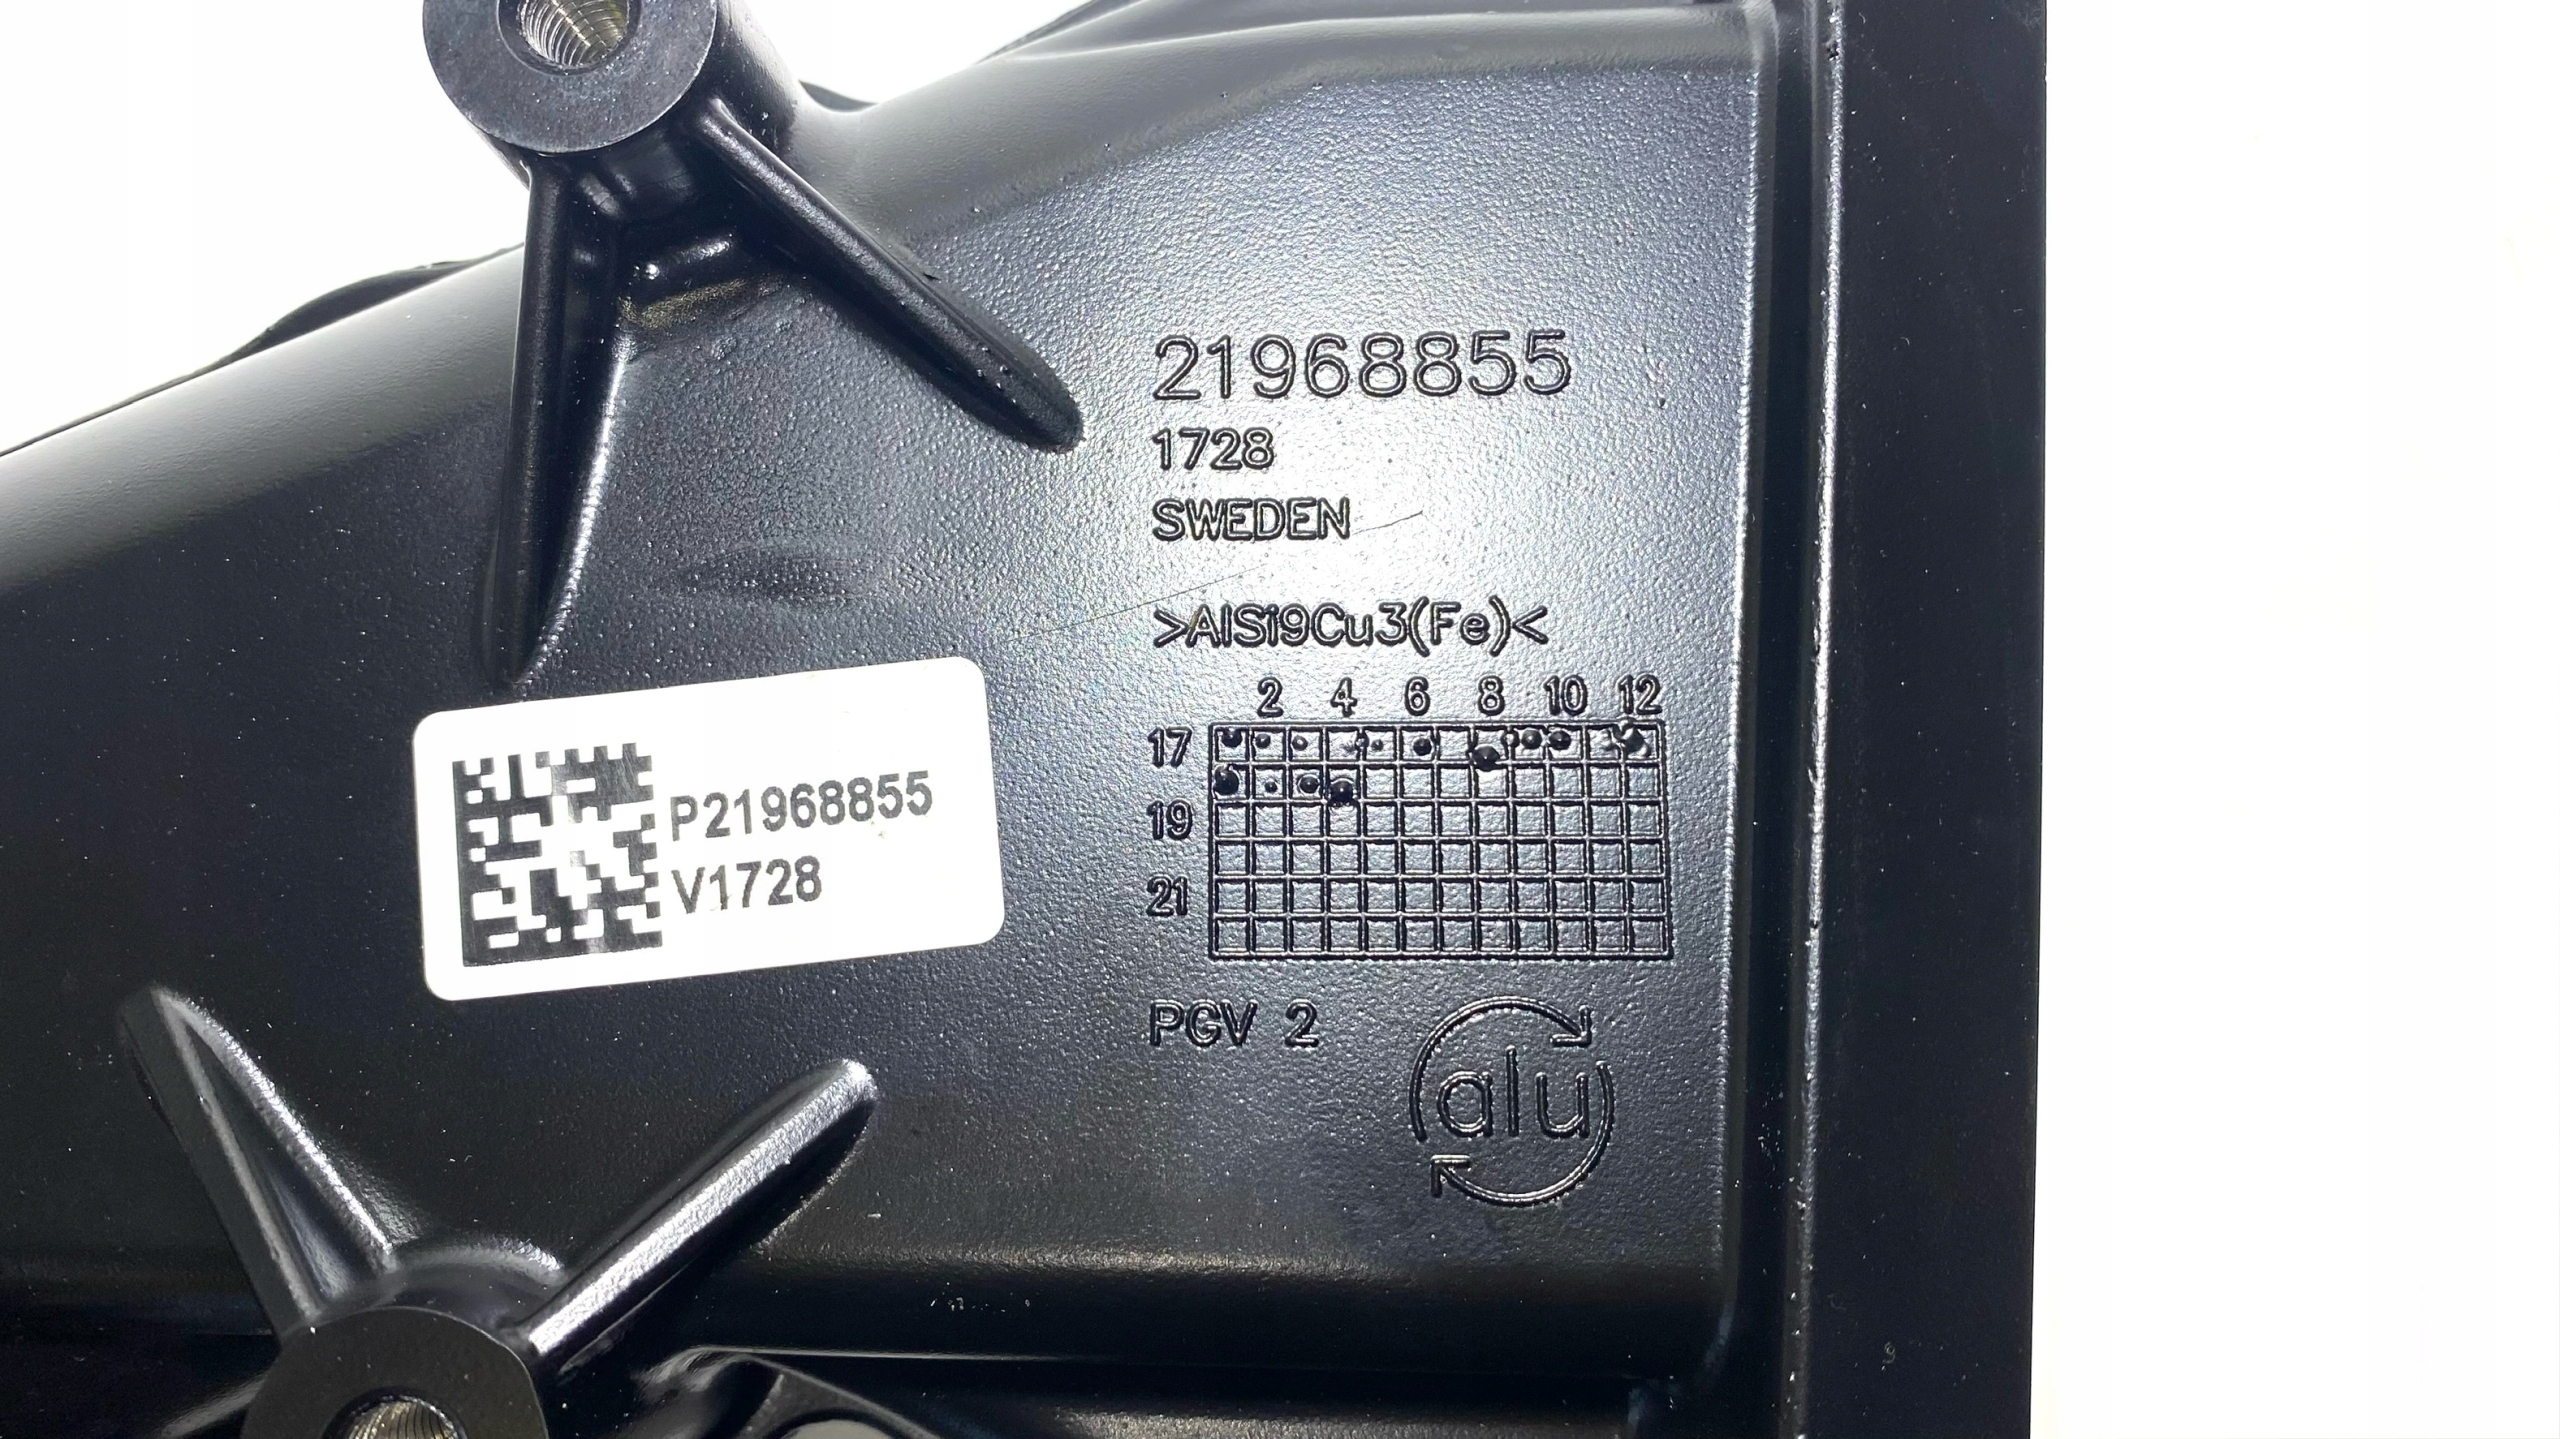 21968855
1728
SWEDEN
>AlSi9Cu3(Fe)<
2 4 6 8 10 12
17
19
21
PGV 2
alu
P21968855
V1728